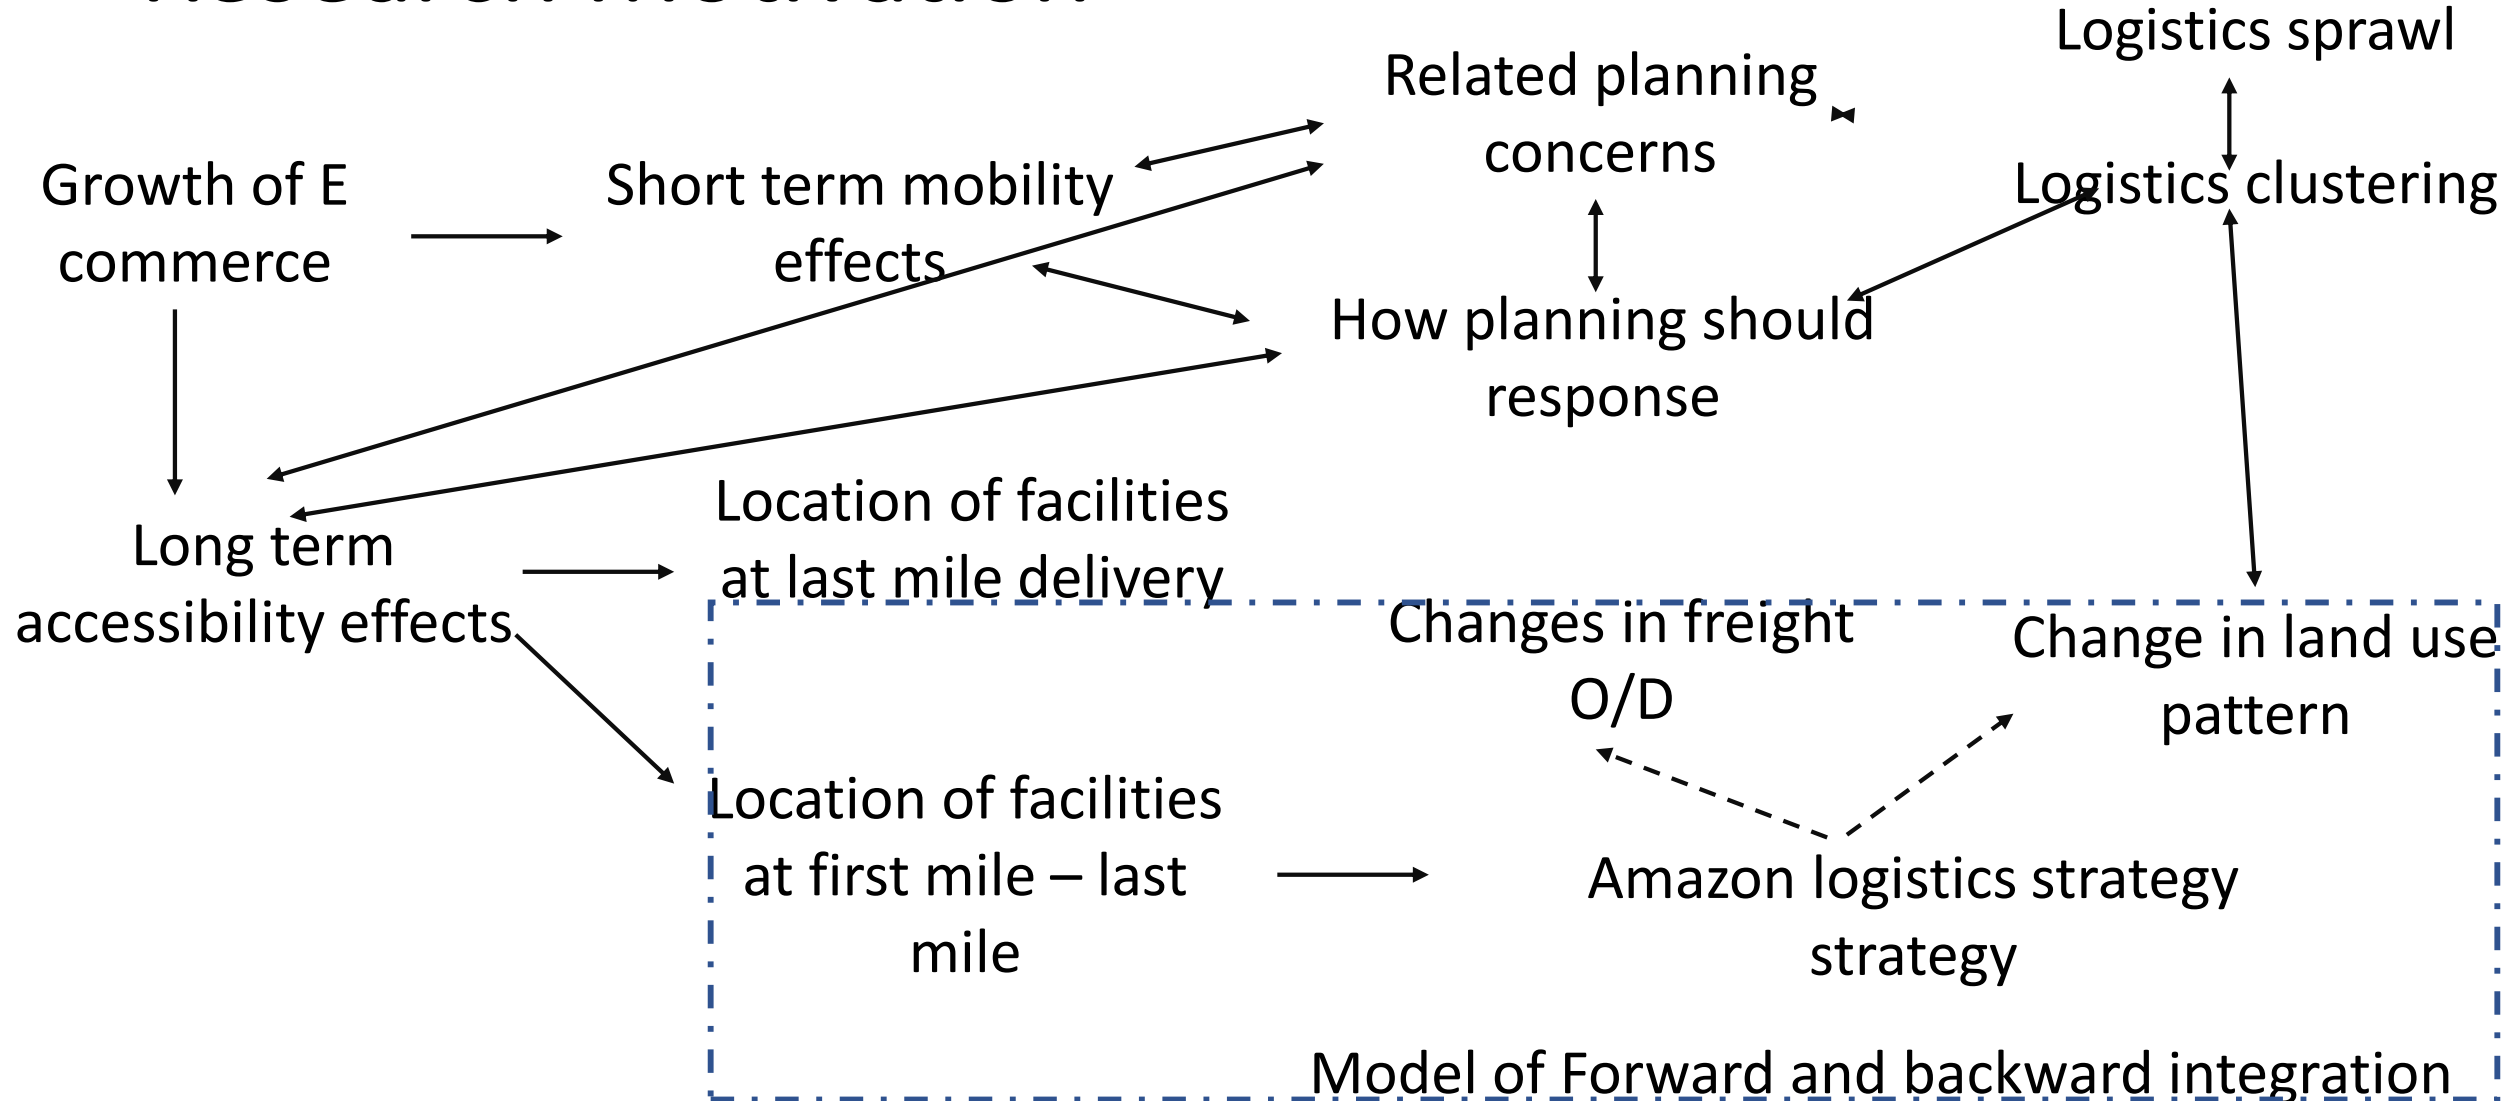 Logistics sprawl
Related planning
concerns
Growth of E
commerce
Short term mobility
effects
Logistics clustering
How planning should
response
Location of facilities
at last mile delivery
Long term
accessibility effects
Changes in freight
O/D
Change in land use
pattern
Location of facilities
at first mile – last
mile
Amazon logistics strategy
strategy
Model of Forward and backward integration